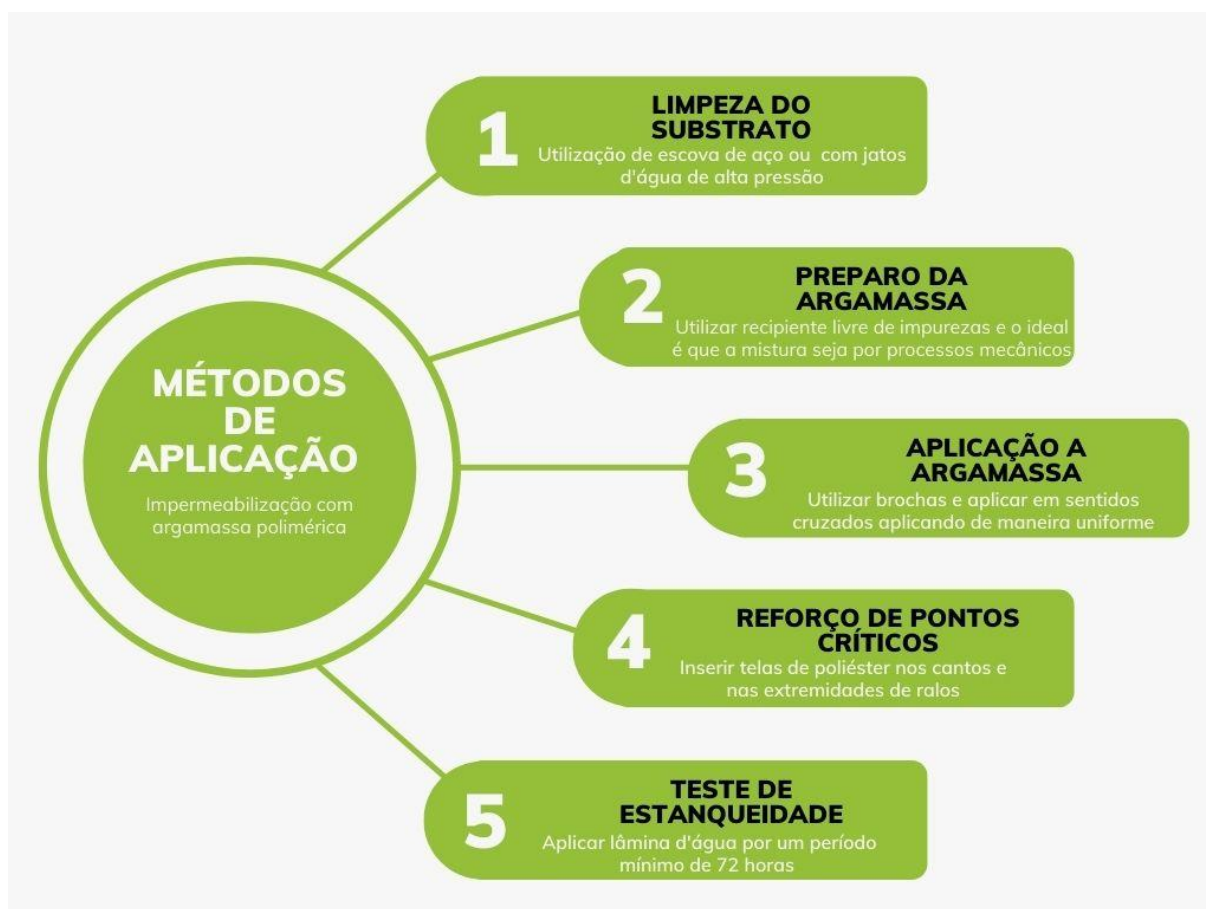 MÉTODOS
DE
APLICAÇÃO
Impermeabilização com
argamassa polimérica
1
LIMPEZA DO
SUBSTRATO
Utilização de escova de aço ou com jatos
d'água de alta pressão
2
PREPARO DA
ARGAMASSA
Utilizar recipiente livre de impurezas e o ideal
é que a mistura seja por processos mecânicos
3
APLICAÇÃO A
ARGAMASSA
Utilizar brochas e aplicar em sentidos
cruzados aplicando de maneira uniforme
4
REFORÇO DE PONTOS
CRÍTICOS
Inserir telas de poliéster nos cantos e
nas extremidades de ralos
5
TESTE DE
ESTANQUEIDADE
Aplicar lâmina d'água por um período
mínimo de 72 horas